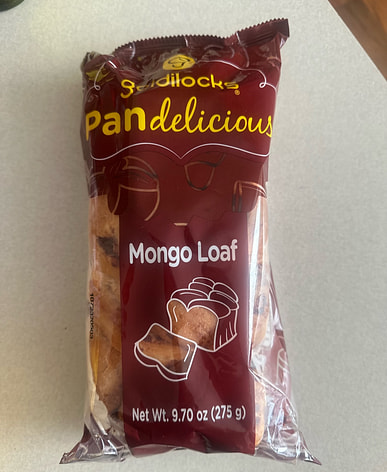 goldilocks®
Pandelicious
Mongo Loaf
Net Wt. 9.70 oz (275 g)